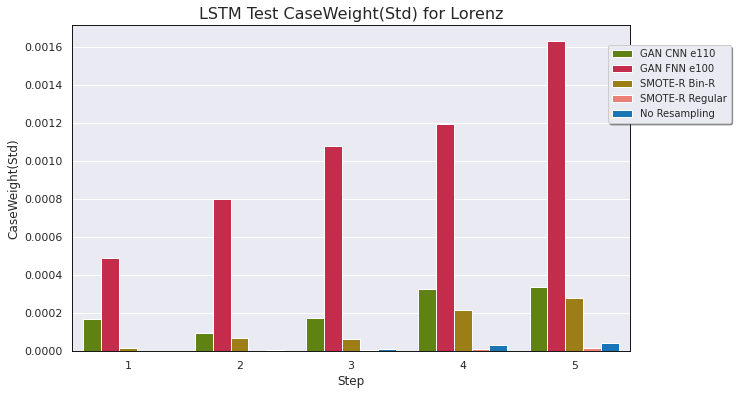 LSTM Test CaseWeight(Std) for Lorenz
CaseWeight(Std)
0.0016
0.0014
0.0012
0.0010
0.0008
0.0006
0.0004
0.0002
0.0000
1 2 3 4 5
Step
GAN CNN e110
GAN FNN e100
SMOTE-R Bin-R
SMOTE-R Regular
No Resampling